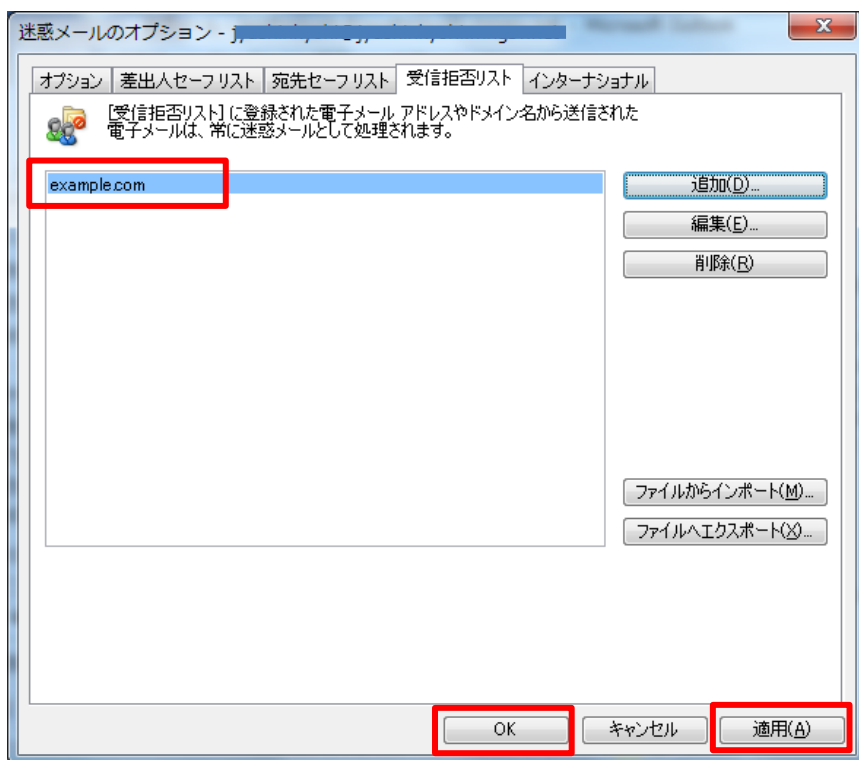 迷惑メールのオプション -
オプション 差出人セーフリスト 宛先セーフリスト 受信拒否リスト インターナショナル
[受信拒否リスト] に登録された電子メール アドレスやドメイン名から送信された
電子メールは、常に迷惑メールとして処理されます。
example.com
追加(D)...
編集(E)...
削除(R)
ファイルからインポート(M)...
ファイルへエクスポート(X)...
OK キャンセル 適用(A)